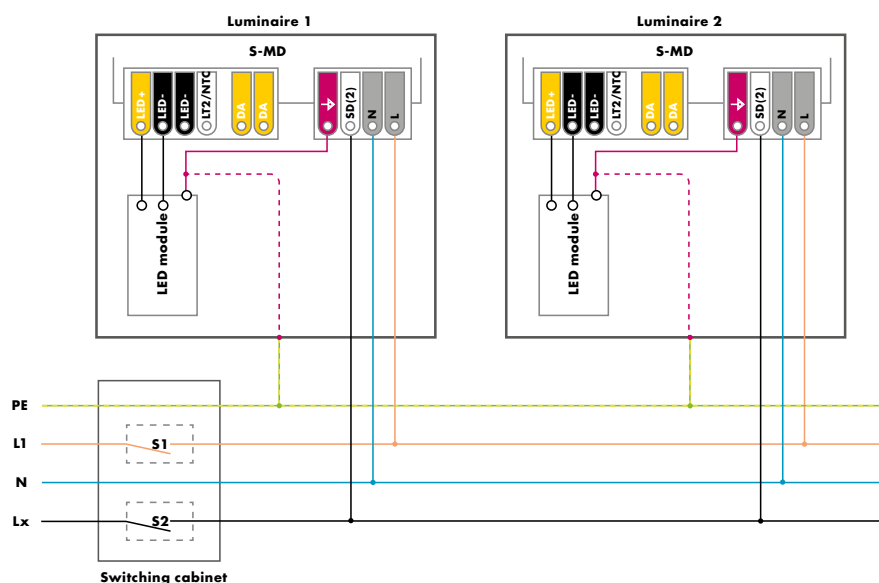 Luminaire 1
Luminaire 2
S-MD
S-MD
LED+
LED-
LED-
LT2/NTC
DA
DA
SD(2)
N
L
LED+
LED-
LED-
LT2/NTC
DA
DA
SD(2)
N
L
LED module
LED module
PE
L1
S1
N
Lx
S2
Switching cabinet